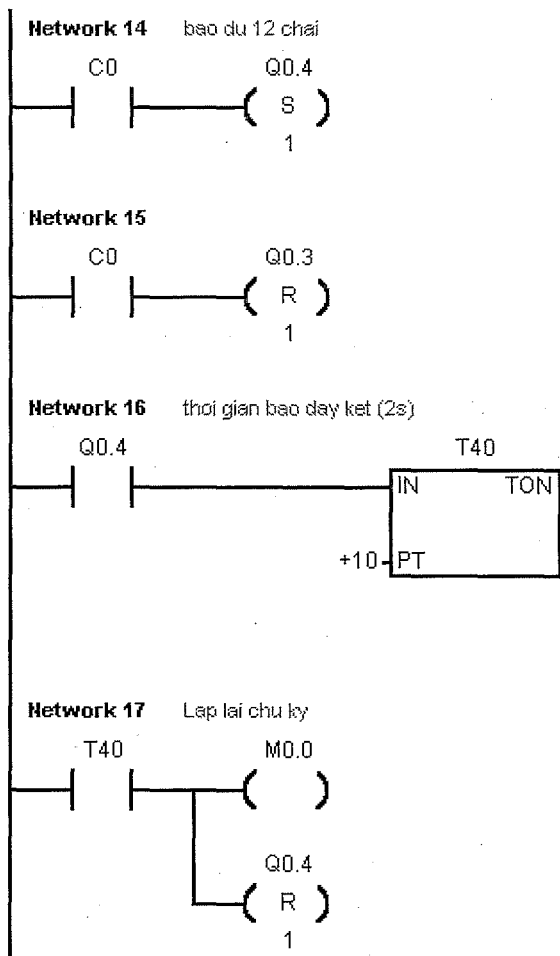 Network 14 bao du 12 chai
C0 Q0.4
S
1
Network 15
C0 Q0.3
R
1
Network 16 thoi gian bao day ket (2s)
Q0.4 T40
IN TON
+10 PT
Network 17 Lap lai chu ky
T40 M0.0
Q0.4
R
1